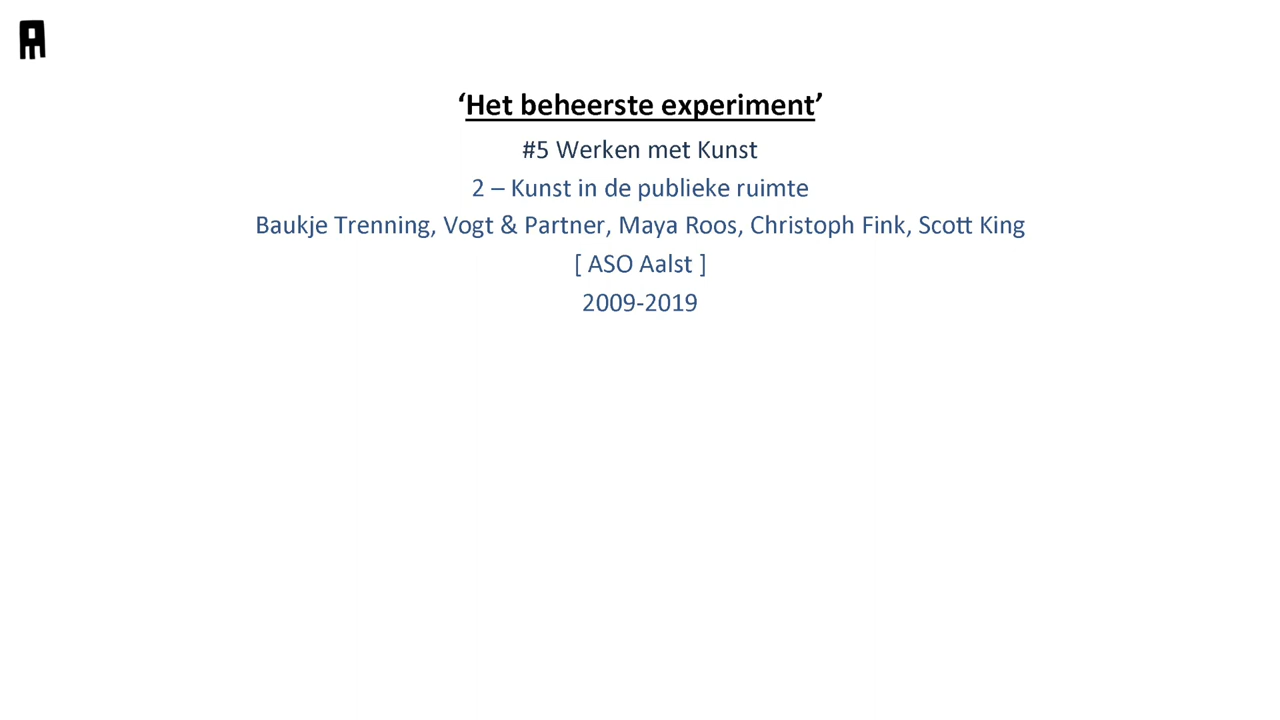 ‘Het beheerste experiment’
#5 Werken met Kunst
2 – Kunst in de publieke ruimte
Baukje Trenning, Vogt & Partner, Maya Roos, Christoph Fink, Scott King
[ ASO Aalst ]
2009-2019